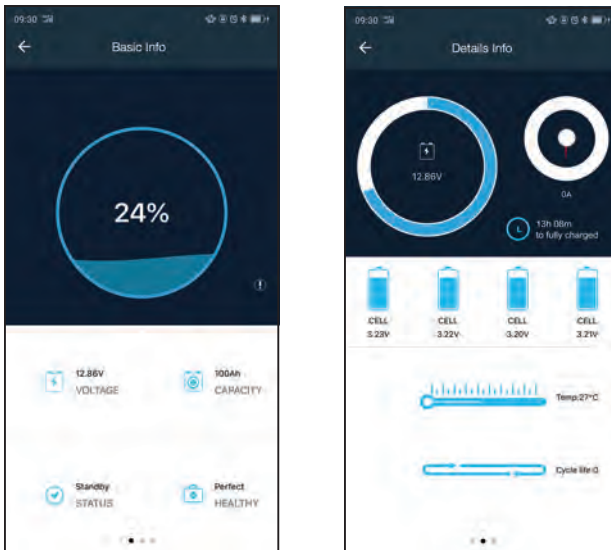 09:30
Basic Info
24%
12.86V
VOLTAGE
100Ah
CAPACITY
Standby
STATUS
Perfect
HEALTHY
09:30
Details Info
12.86V
0A
13h 08m
to fully charged
CELL
3.23V
CELL
3.22V
CELL
3.20V
CELL
3.21V
Temp:27°C
Cycle life:0